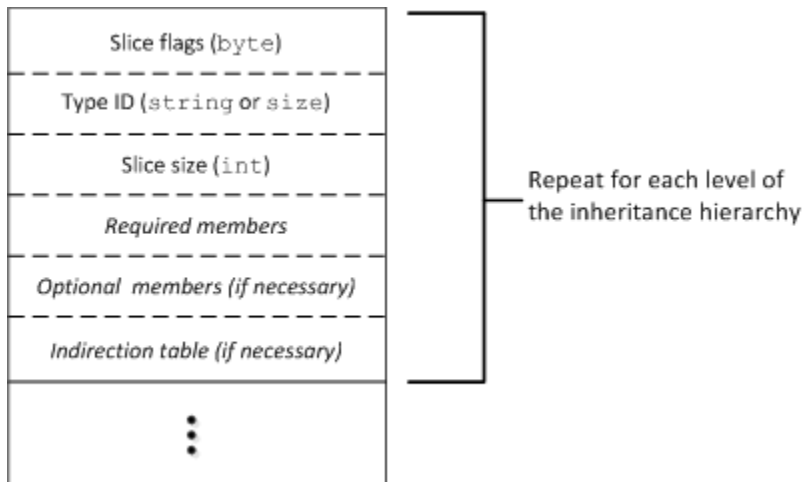 Slice flags (byte)
Type ID (string or size)
Slice size (int)
Required members
Optional members (if necessary)
Indirection table (if necessary)
Repeat for each level of
the inheritance hierarchy